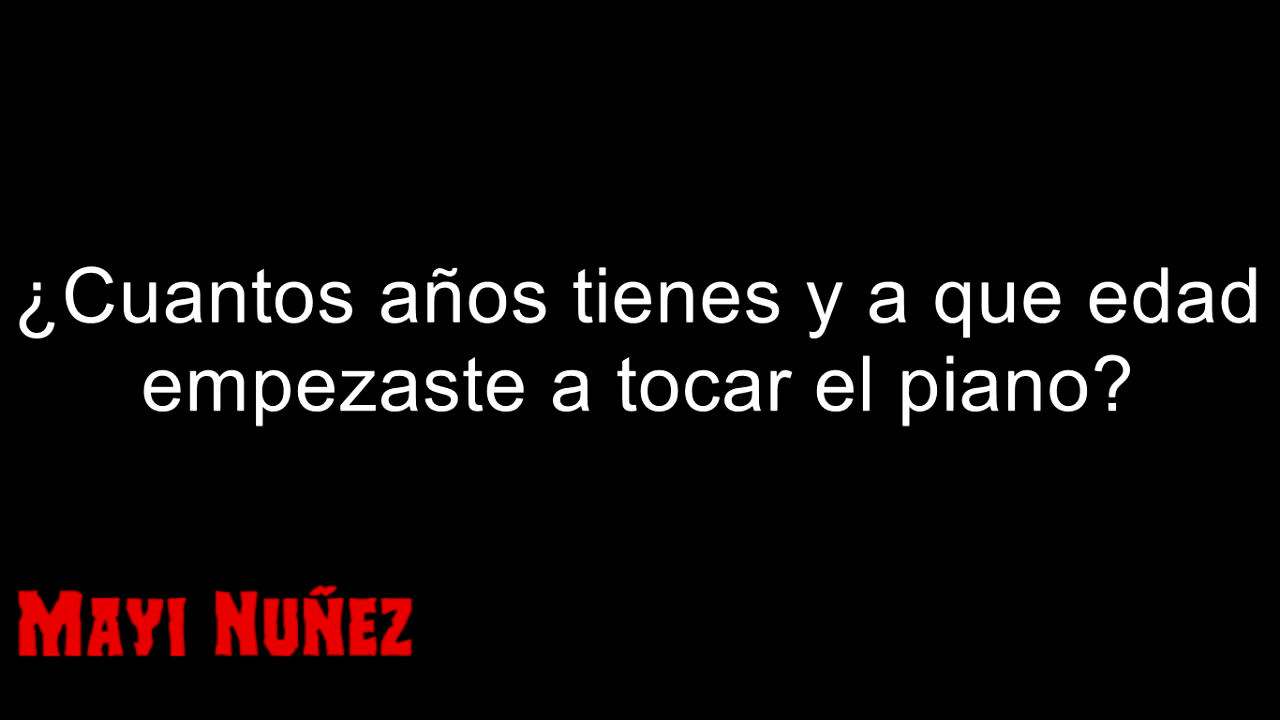 ¿Cuantos años tienes y a que edad
empezaste a tocar el piano?
Mayi Nuñez